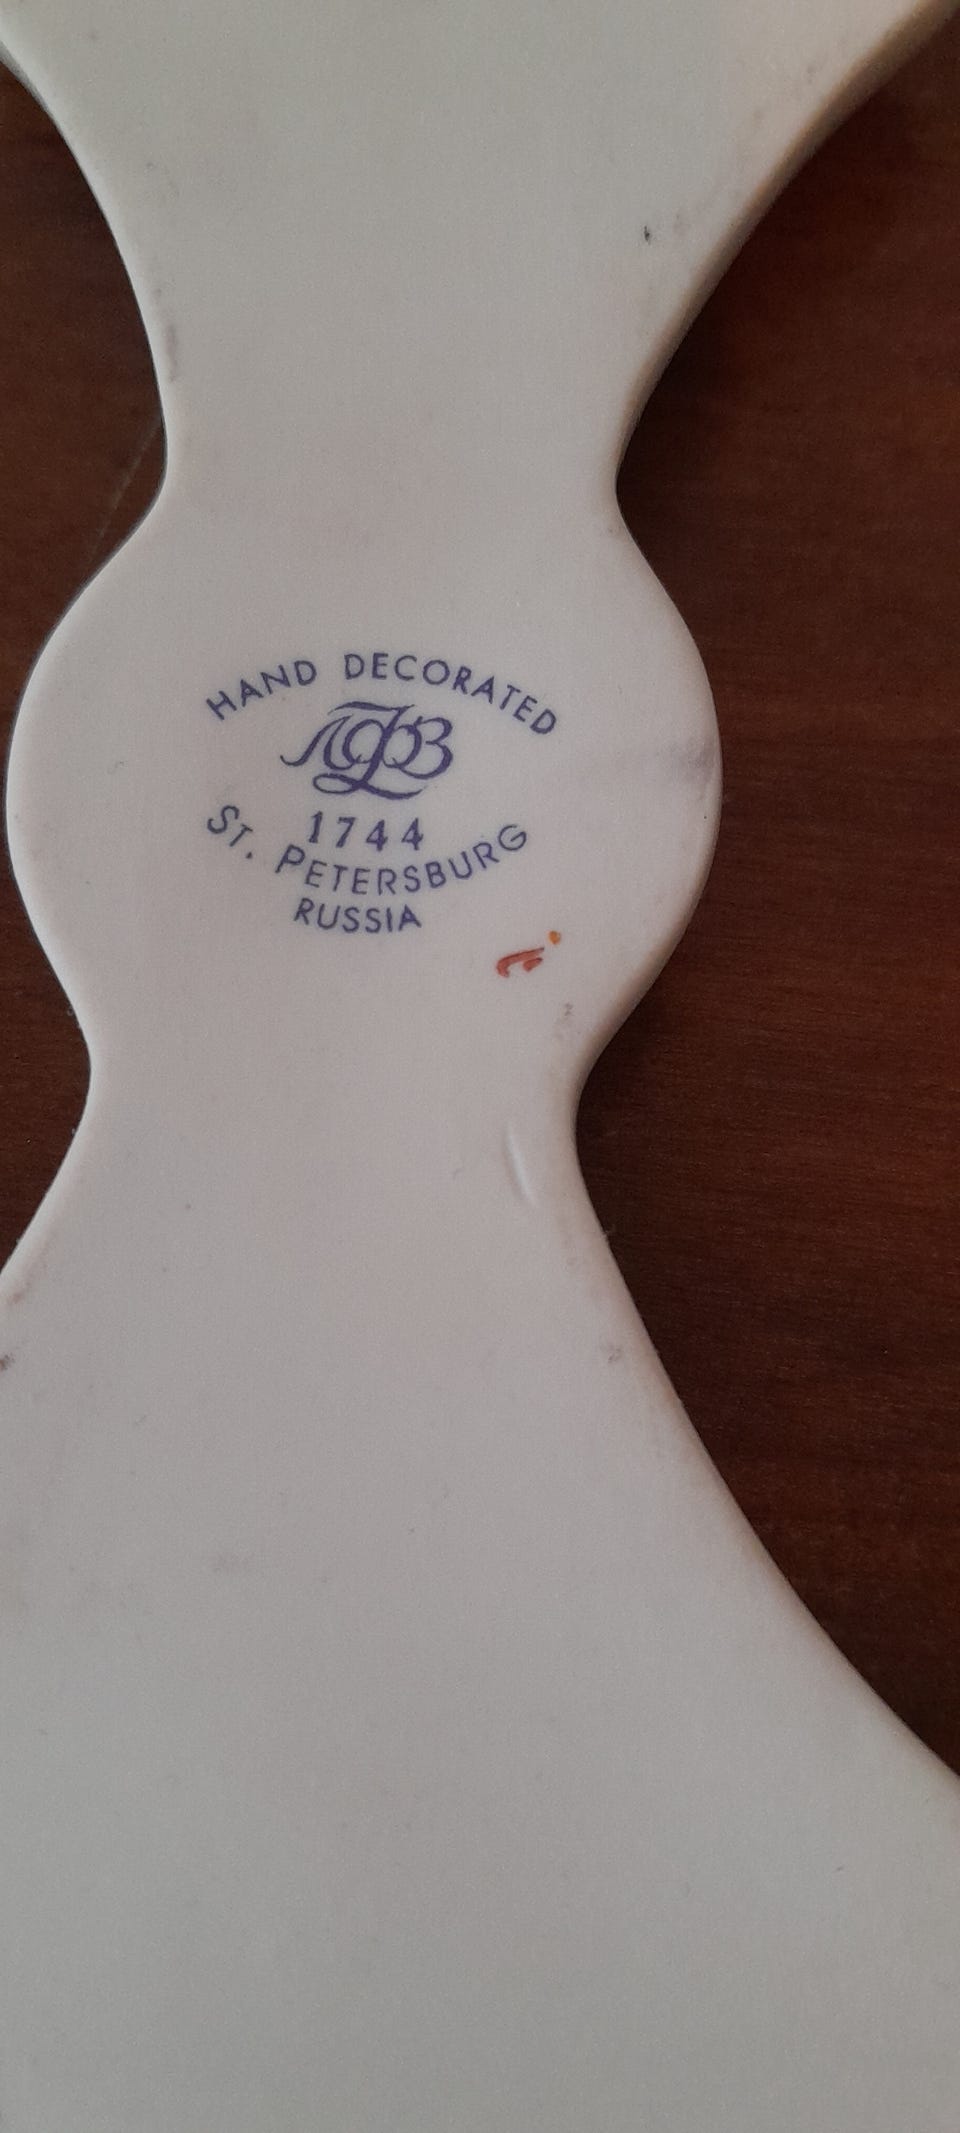 HAND DECORATED
ЛФЗ
1744
ST. PETERSBURG
RUSSIA